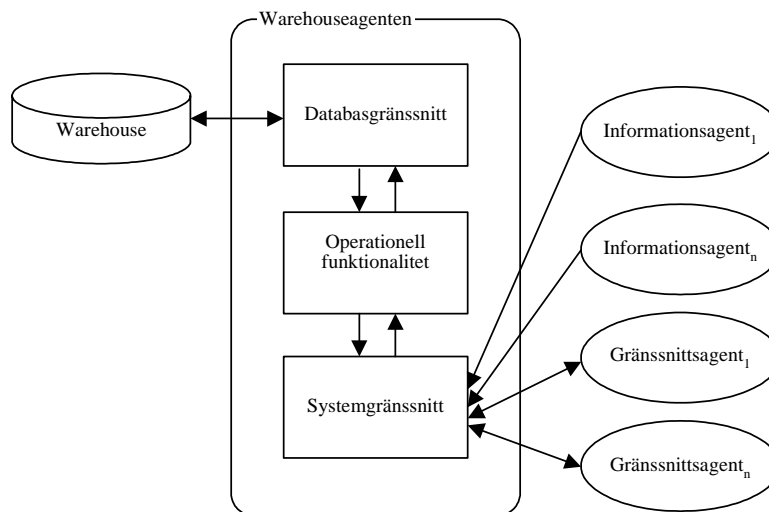 Warehouseagenten
Warehouse
Databasgränssnitt
Operationell
funktionalitet
Systemgränssnitt
Informationsagent1
Informationsagentn
Gränssnittsagent1
Gränssnittsagentn